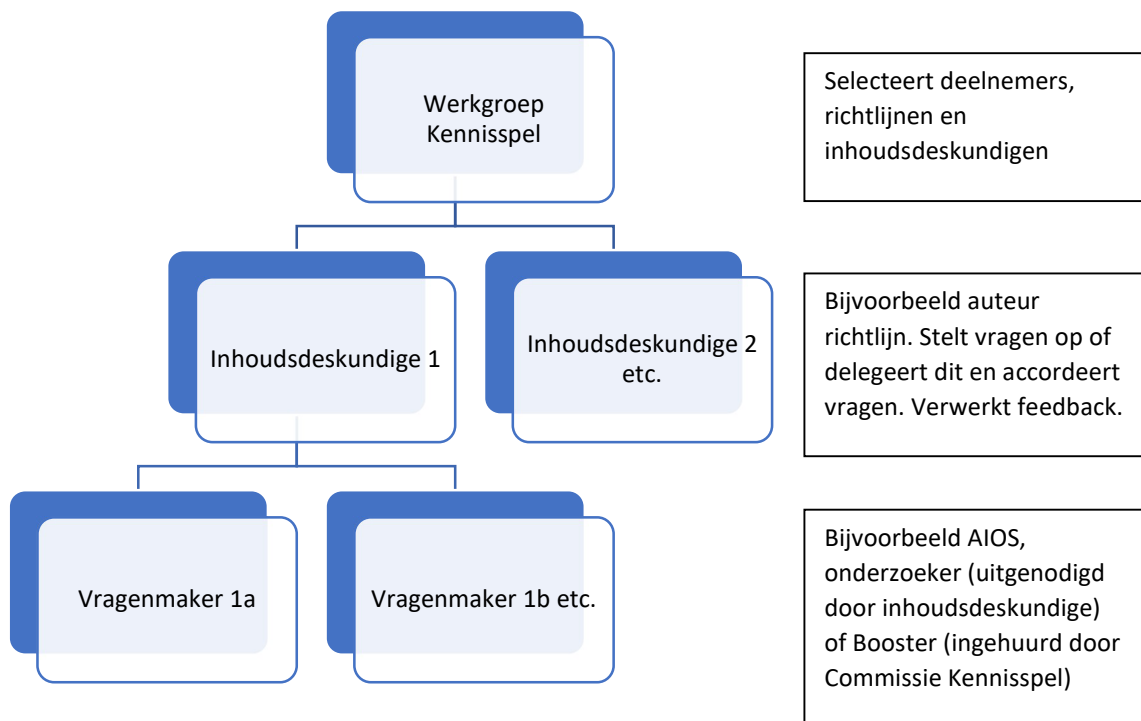 Werkgroep
Kennisspel
Selecteert deelnemers,
richtlijnen en
inhoudsdeskundigen
Inhoudsdeskundige 1
Inhoudsdeskundige 2
etc.
Bijvoorbeeld auteur
richtlijn. Stelt vragen op of
delegeert dit en accordeert
vragen. Verwerkt feedback.
Vragenmaker 1a
Vragenmaker 1b etc.
Bijvoorbeeld AIOS,
onderzoeker (uitgenodigd
door inhoudsdeskundige)
of Booster (ingehuurd door
Commissie Kennisspel)